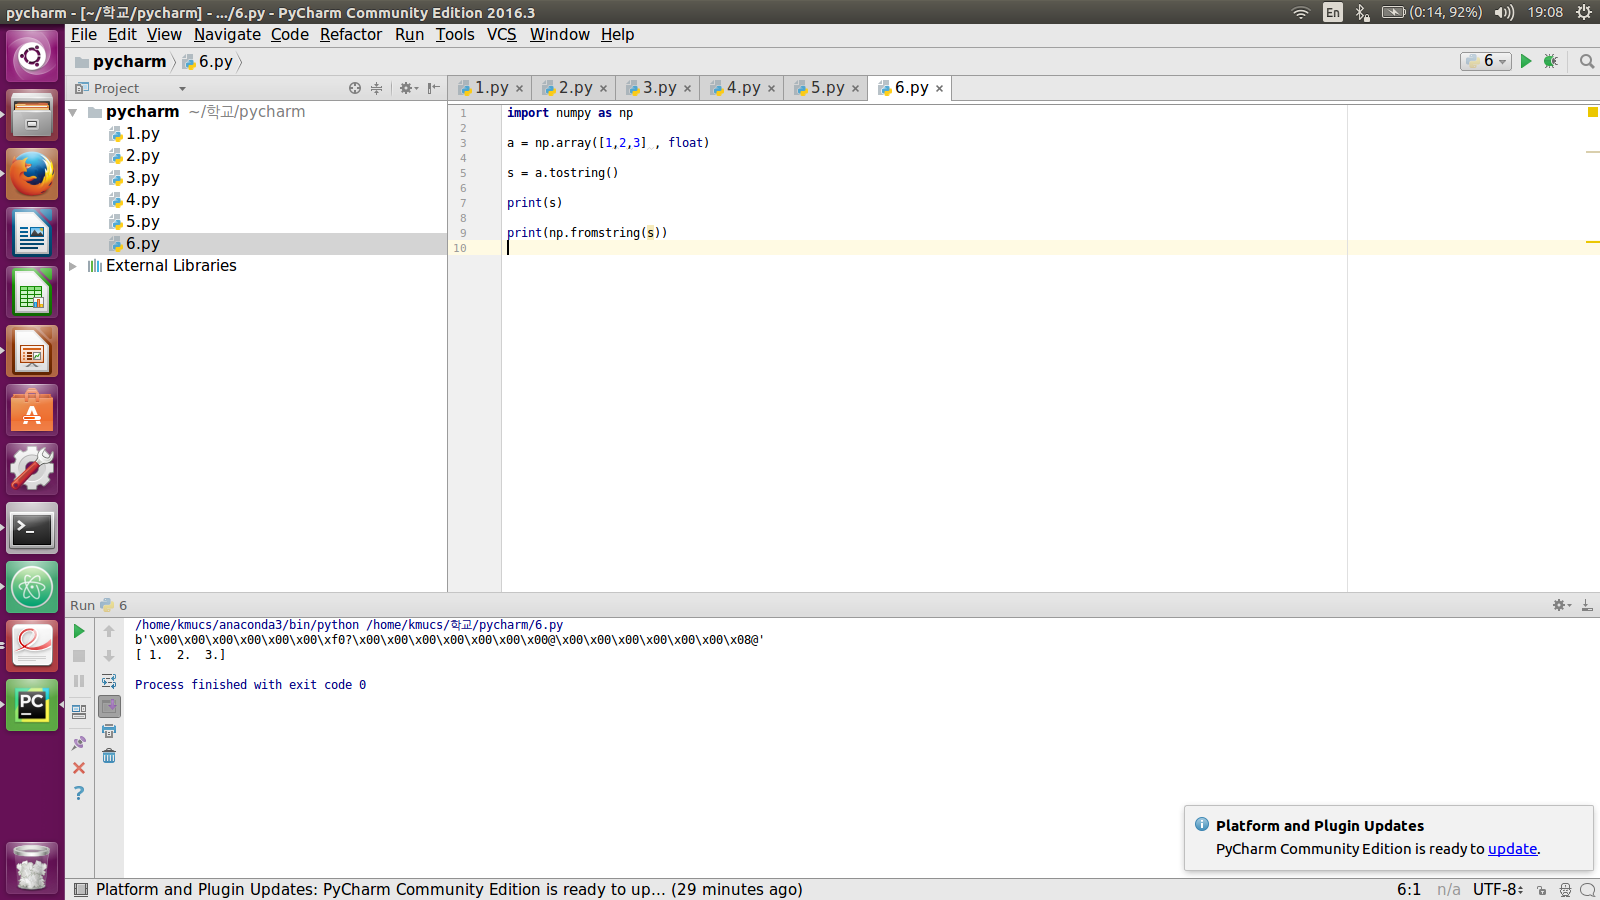 pycharm - [~/학교/pycharm] - .../6.py - PyCharm Community Edition 2016.3
En
(0:14, 92%)
19:08
File Edit View Navigate Code Refactor Run Tools VCS Window Help
pycharm 6.py
6
Project
1.py 2.py 3.py 4.py 5.py 6.py
pycharm ~/학교/pycharm
1.py
2.py
3.py
4.py
5.py
6.py
External Libraries
1 import numpy as np
2
3 a = np.array([1,2,3] , float)
4
5 s = a.tostring()
6
7 print(s)
8
9 print(np.fromstring(s))
10
Run 6
/home/kmucs/anaconda3/bin/python /home/kmucs/학교/pycharm/6.py
b'\x00\x00\x00\x00\x00\x00\xf0?\x00\x00\x00\x00\x00\x00\x00@\x00\x00\x00\x00\x00\x00\x08@'
[ 1.  2.  3.]
Process finished with exit code 0
Platform and Plugin Updates
PyCharm Community Edition is ready to update.
Platform and Plugin Updates: PyCharm Community Edition is ready to up... (29 minutes ago)
6:1 n/a UTF-8
PC